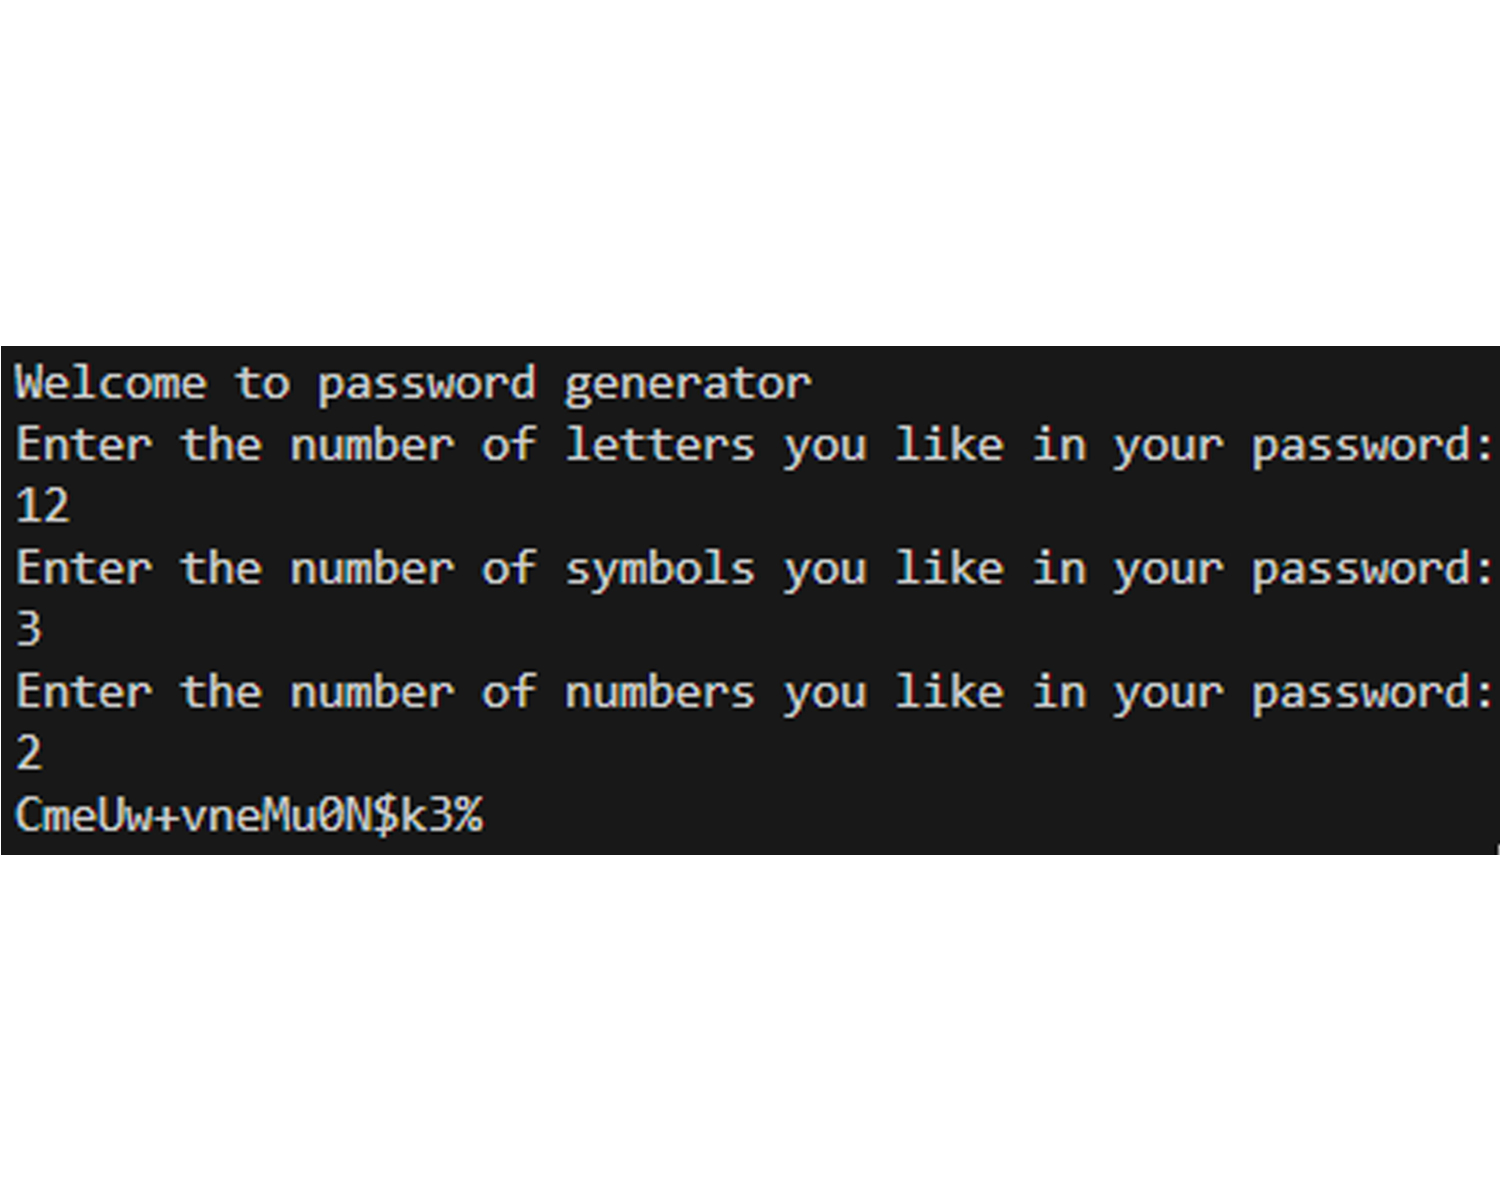 Welcome to password generator
Enter the number of letters you like in your password:
12
Enter the number of symbols you like in your password:
3
Enter the number of numbers you like in your password:
2
CmeUw+vneMu0N$k3%